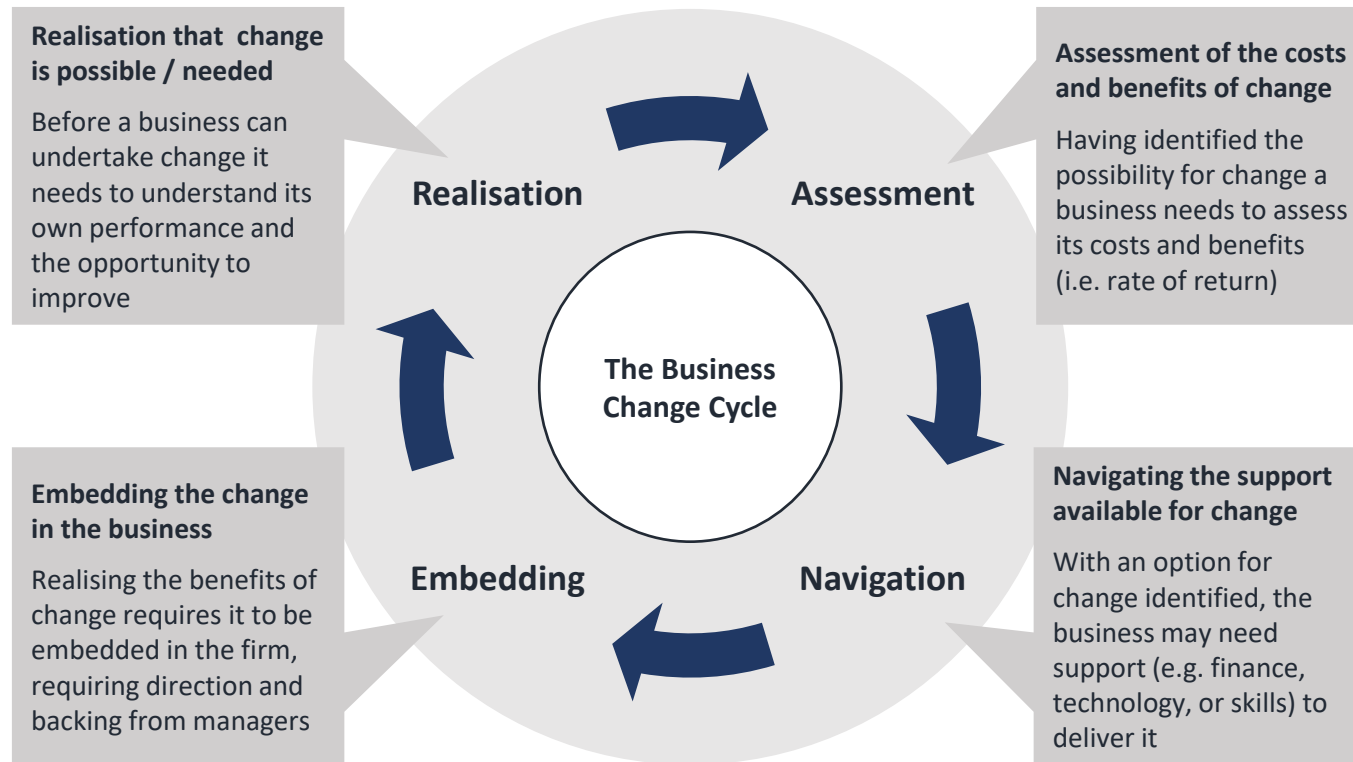 Realisation that change
is possible / needed
Before a business can
undertake change it
needs to understand its
own performance and
the opportunity to
improve
Assessment of the costs
and benefits of change
Having identified the
possibility for change a
business needs to assess
its costs and benefits
(i.e. rate of return)
Realisation
Assessment
The Business
Change Cycle
Embedding
Navigation
Embedding the change
in the business
Realising the benefits of
change requires it to be
embedded in the firm,
requiring direction and
backing from managers
Navigating the support
available for change
With an option for
change identified, the
business may need
support (e.g. finance,
technology, or skills) to
deliver it